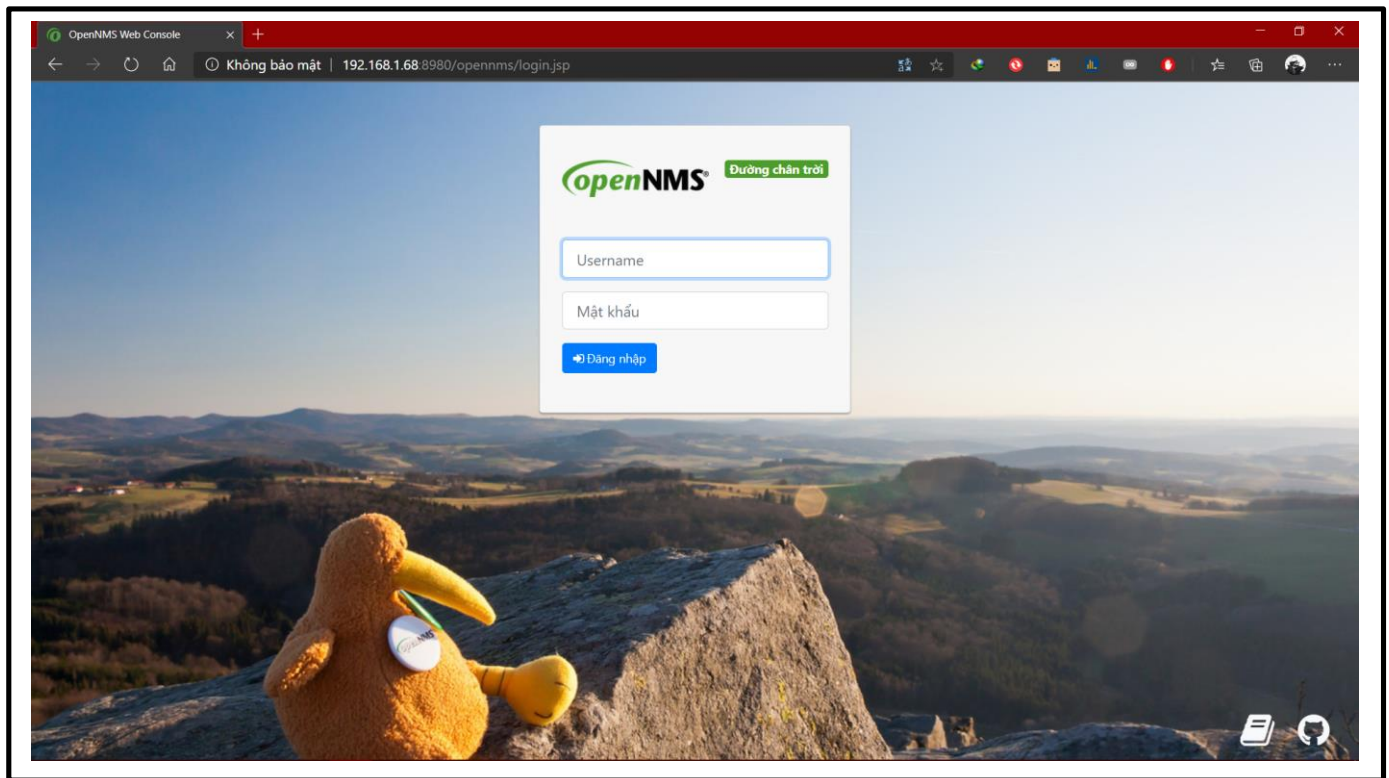 OpenNMS Web Console
Không bảo mật | 192.168.1.68:8980/opennms/login.jsp
openNMS®
Đường chân trời
Username
Mật khẩu
Đăng nhập
openNMS